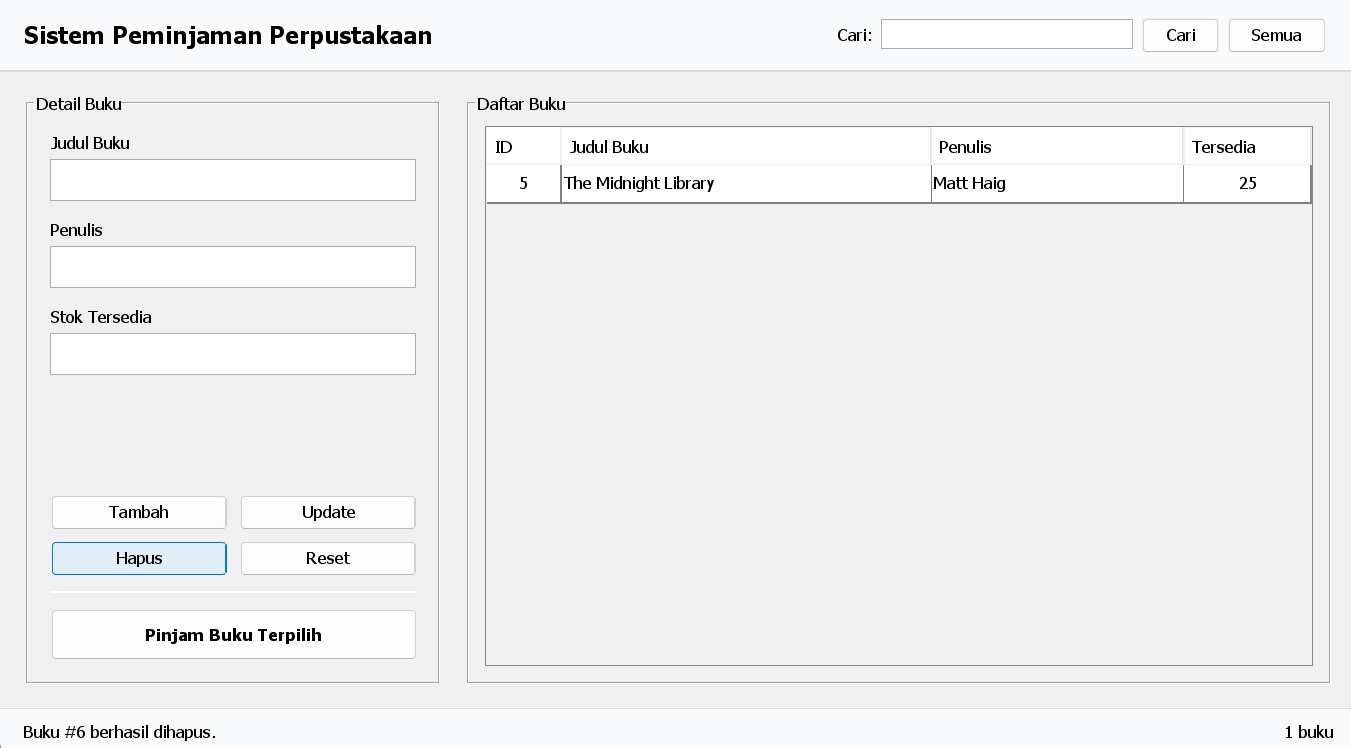 Sistem Peminjaman Perpustakaan
Cari:
Cari
Semua
Detail Buku
Judul Buku
Penulis
Stok Tersedia
Tambah
Update
Hapus
Reset
Pinjam Buku Terpilih
Daftar Buku
ID Judul Buku Penulis Tersedia
5 The Midnight Library Matt Haig 25
Buku #6 berhasil dihapus.
1 buku